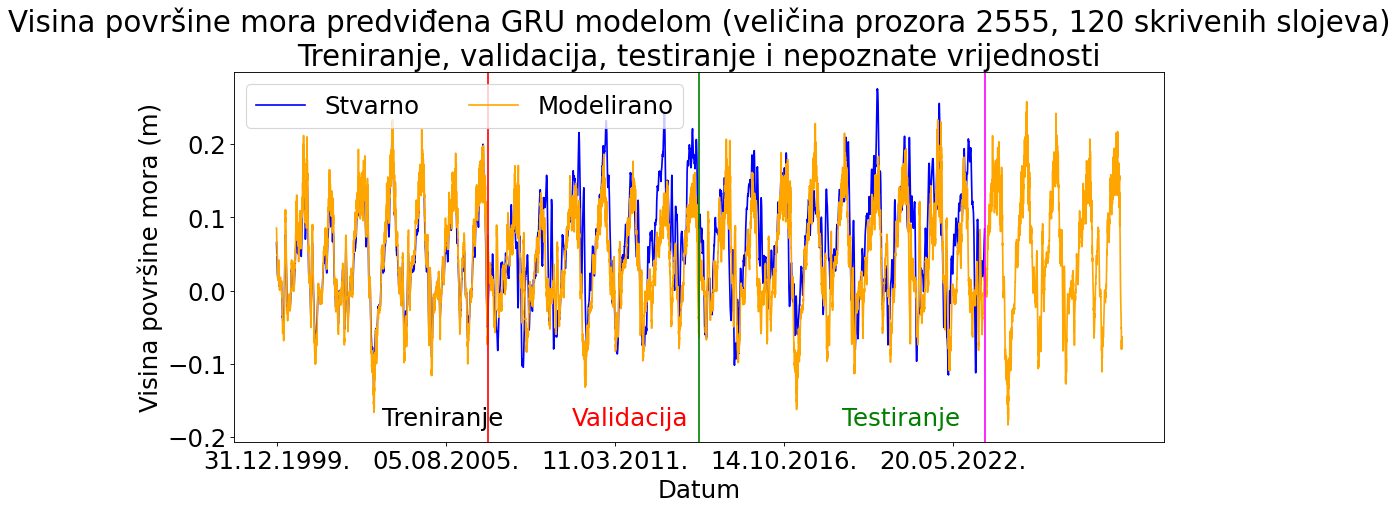 Visina površine mora predviđena GRU modelom (veličina prozora 2555, 120 skrivenih slojeva)
Treniranje, validacija, testiranje i nepoznate vrijednosti
Stvarno Modelirano
Visina površine mora (m)
0.2
0.1
0.0
−0.1
−0.2
Treniranje Validacija Testiranje
31.12.1999. 05.08.2005. 11.03.2011. 14.10.2016. 20.05.2022.
Datum